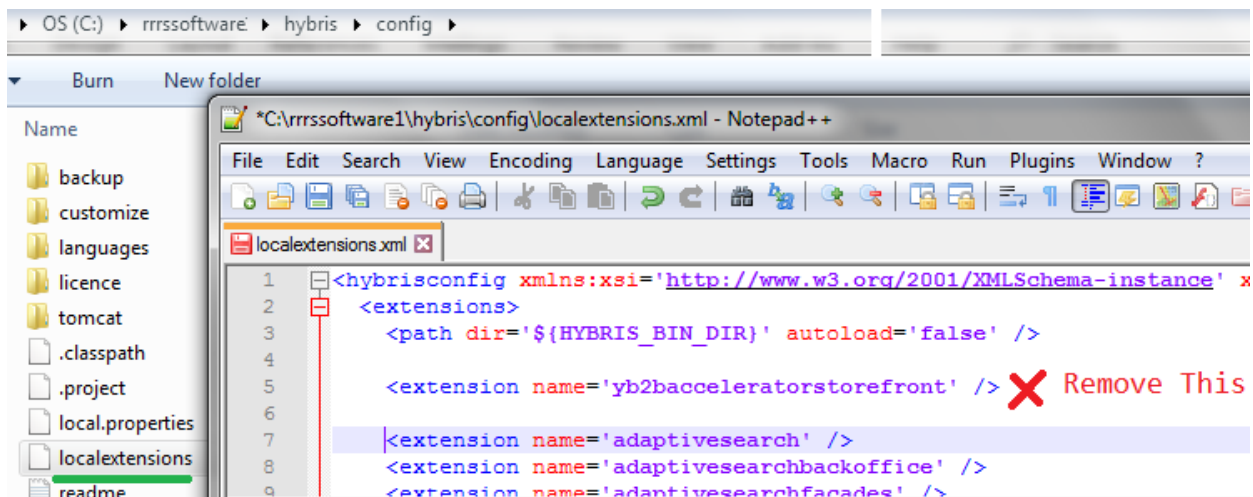 OS (C:) rrrssoftware hybris config
Burn New folder
Name
backup
customize
languages
licence
tomcat
.classpath
.project
local.properties
localextensions
readme
*C:\rrrssoftware1\hybris\config\localextensions.xml - Notepad++
File Edit Search View Encoding Language Settings Tools Macro Run Plugins Window ?
localextensions.xml
1 <hybrisconfig xmlns:xsi='http://www.w3.org/2001/XMLSchema-instance' x
2 <extensions>
3 <path dir='${HYBRIS_BIN_DIR}' autoload='false' />
4
5 <extension name='yb2bacceleratorstorefront' /> Remove This
6
7 <extension name='adaptivesearch' />
8 <extension name='adaptivesearchbackoffice' />
9 <extension name='adaptivesearchfacades' />